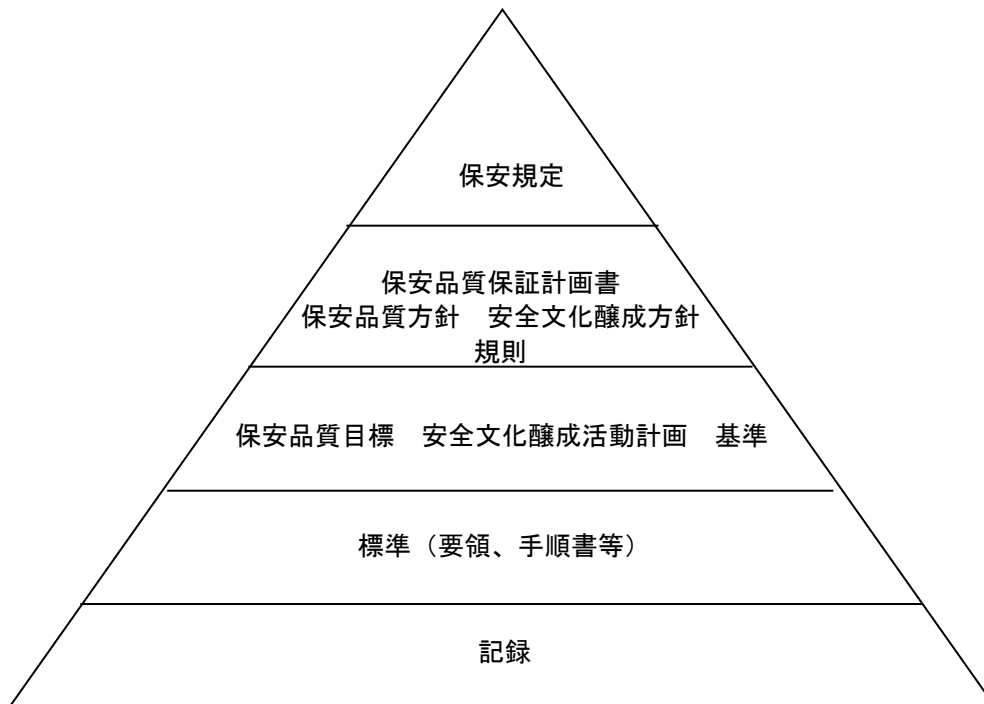 保安規定
保安品質保証計画書
保安品質方針　安全文化醸成方針
規則
保安品質目標　安全文化醸成活動計画　基準
標準（要領、手順書等）
記録